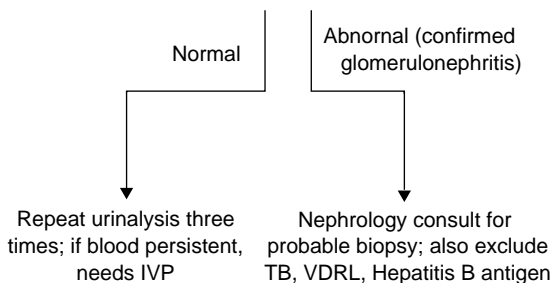 Normal
Abnornal (confirmed
glomerulonephritis)
Repeat urinalysis three
times; if blood persistent,
needs IVP
Nephrology consult for
probable biopsy; also exclude
TB, VDRL, Hepatitis B antigen